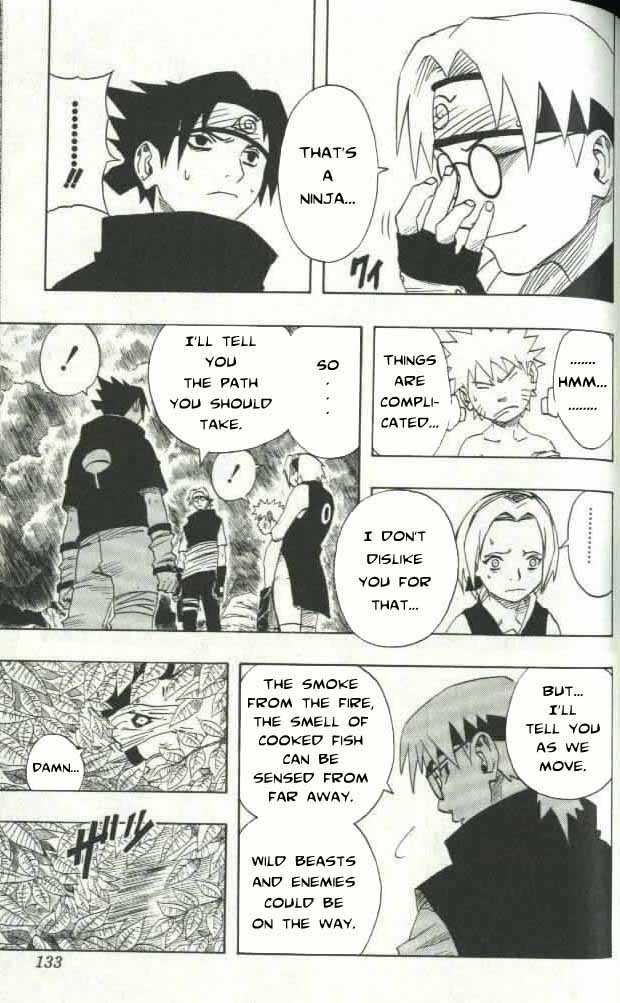 THAT'S
A
NINJA...
..........!!
クイ
.......
HMM...
........
THINGS
ARE
COMPLI-
CATED...
SO
.
.
.
I'LL TELL
YOU
THE PATH
YOU SHOULD
TAKE.
!
!
..........
I DON'T
DISLIKE
YOU FOR
THAT...
BUT...
I'LL
TELL YOU
AS WE
MOVE.
THE SMOKE
FROM THE FIRE,
THE SMELL OF
COOKED FISH
CAN BE
SENSED FROM
FAR AWAY.
WILD BEASTS
AND ENEMIES
COULD BE
ON THE WAY.
DAMN...
133